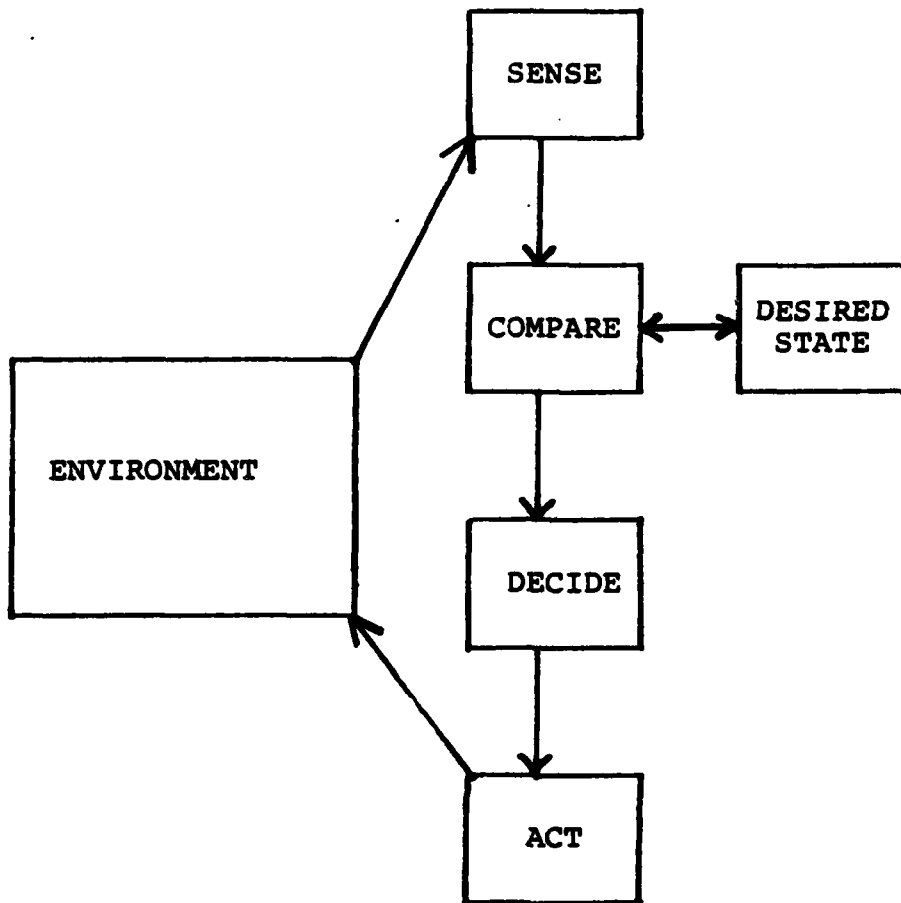 SENSE
COMPARE
DESIRED
STATE
ENVIRONMENT
DECIDE
ACT